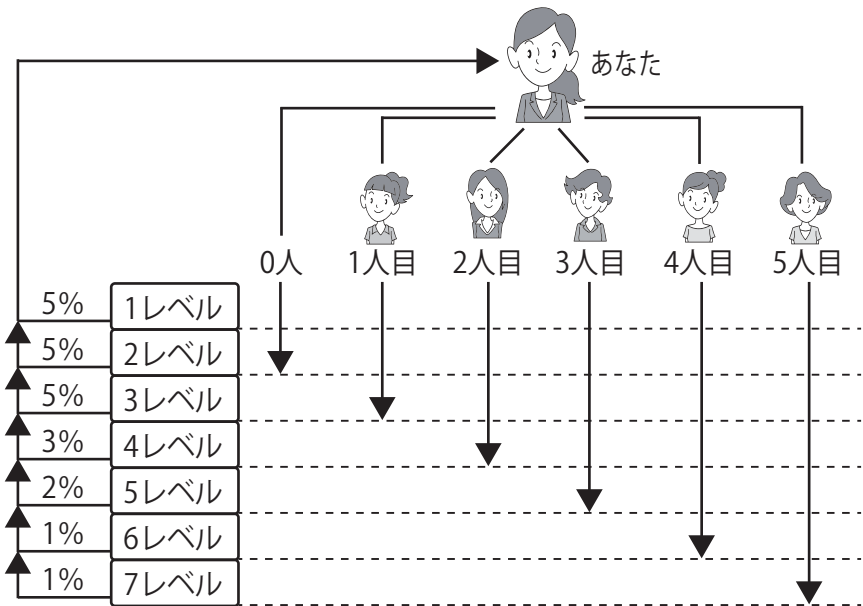 あなた
0人 1人目 2人目 3人目 4人目 5人目
5% 1レベル
5% 2レベル
5% 3レベル
3% 4レベル
2% 5レベル
1% 6レベル
1% 7レベル